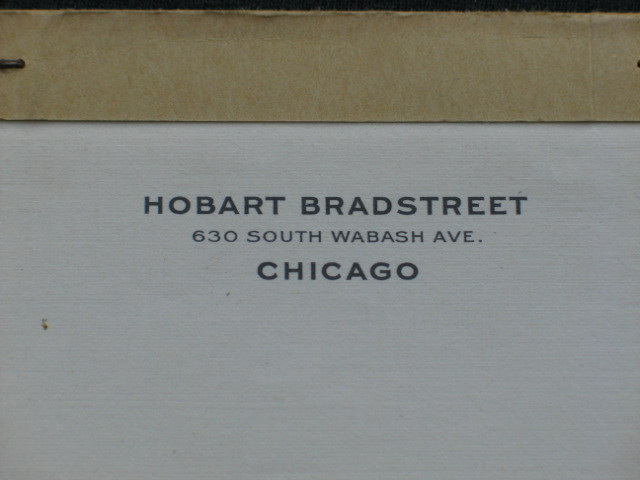 HOBART BRADSTREET
630 SOUTH WABASH AVE.
CHICAGO